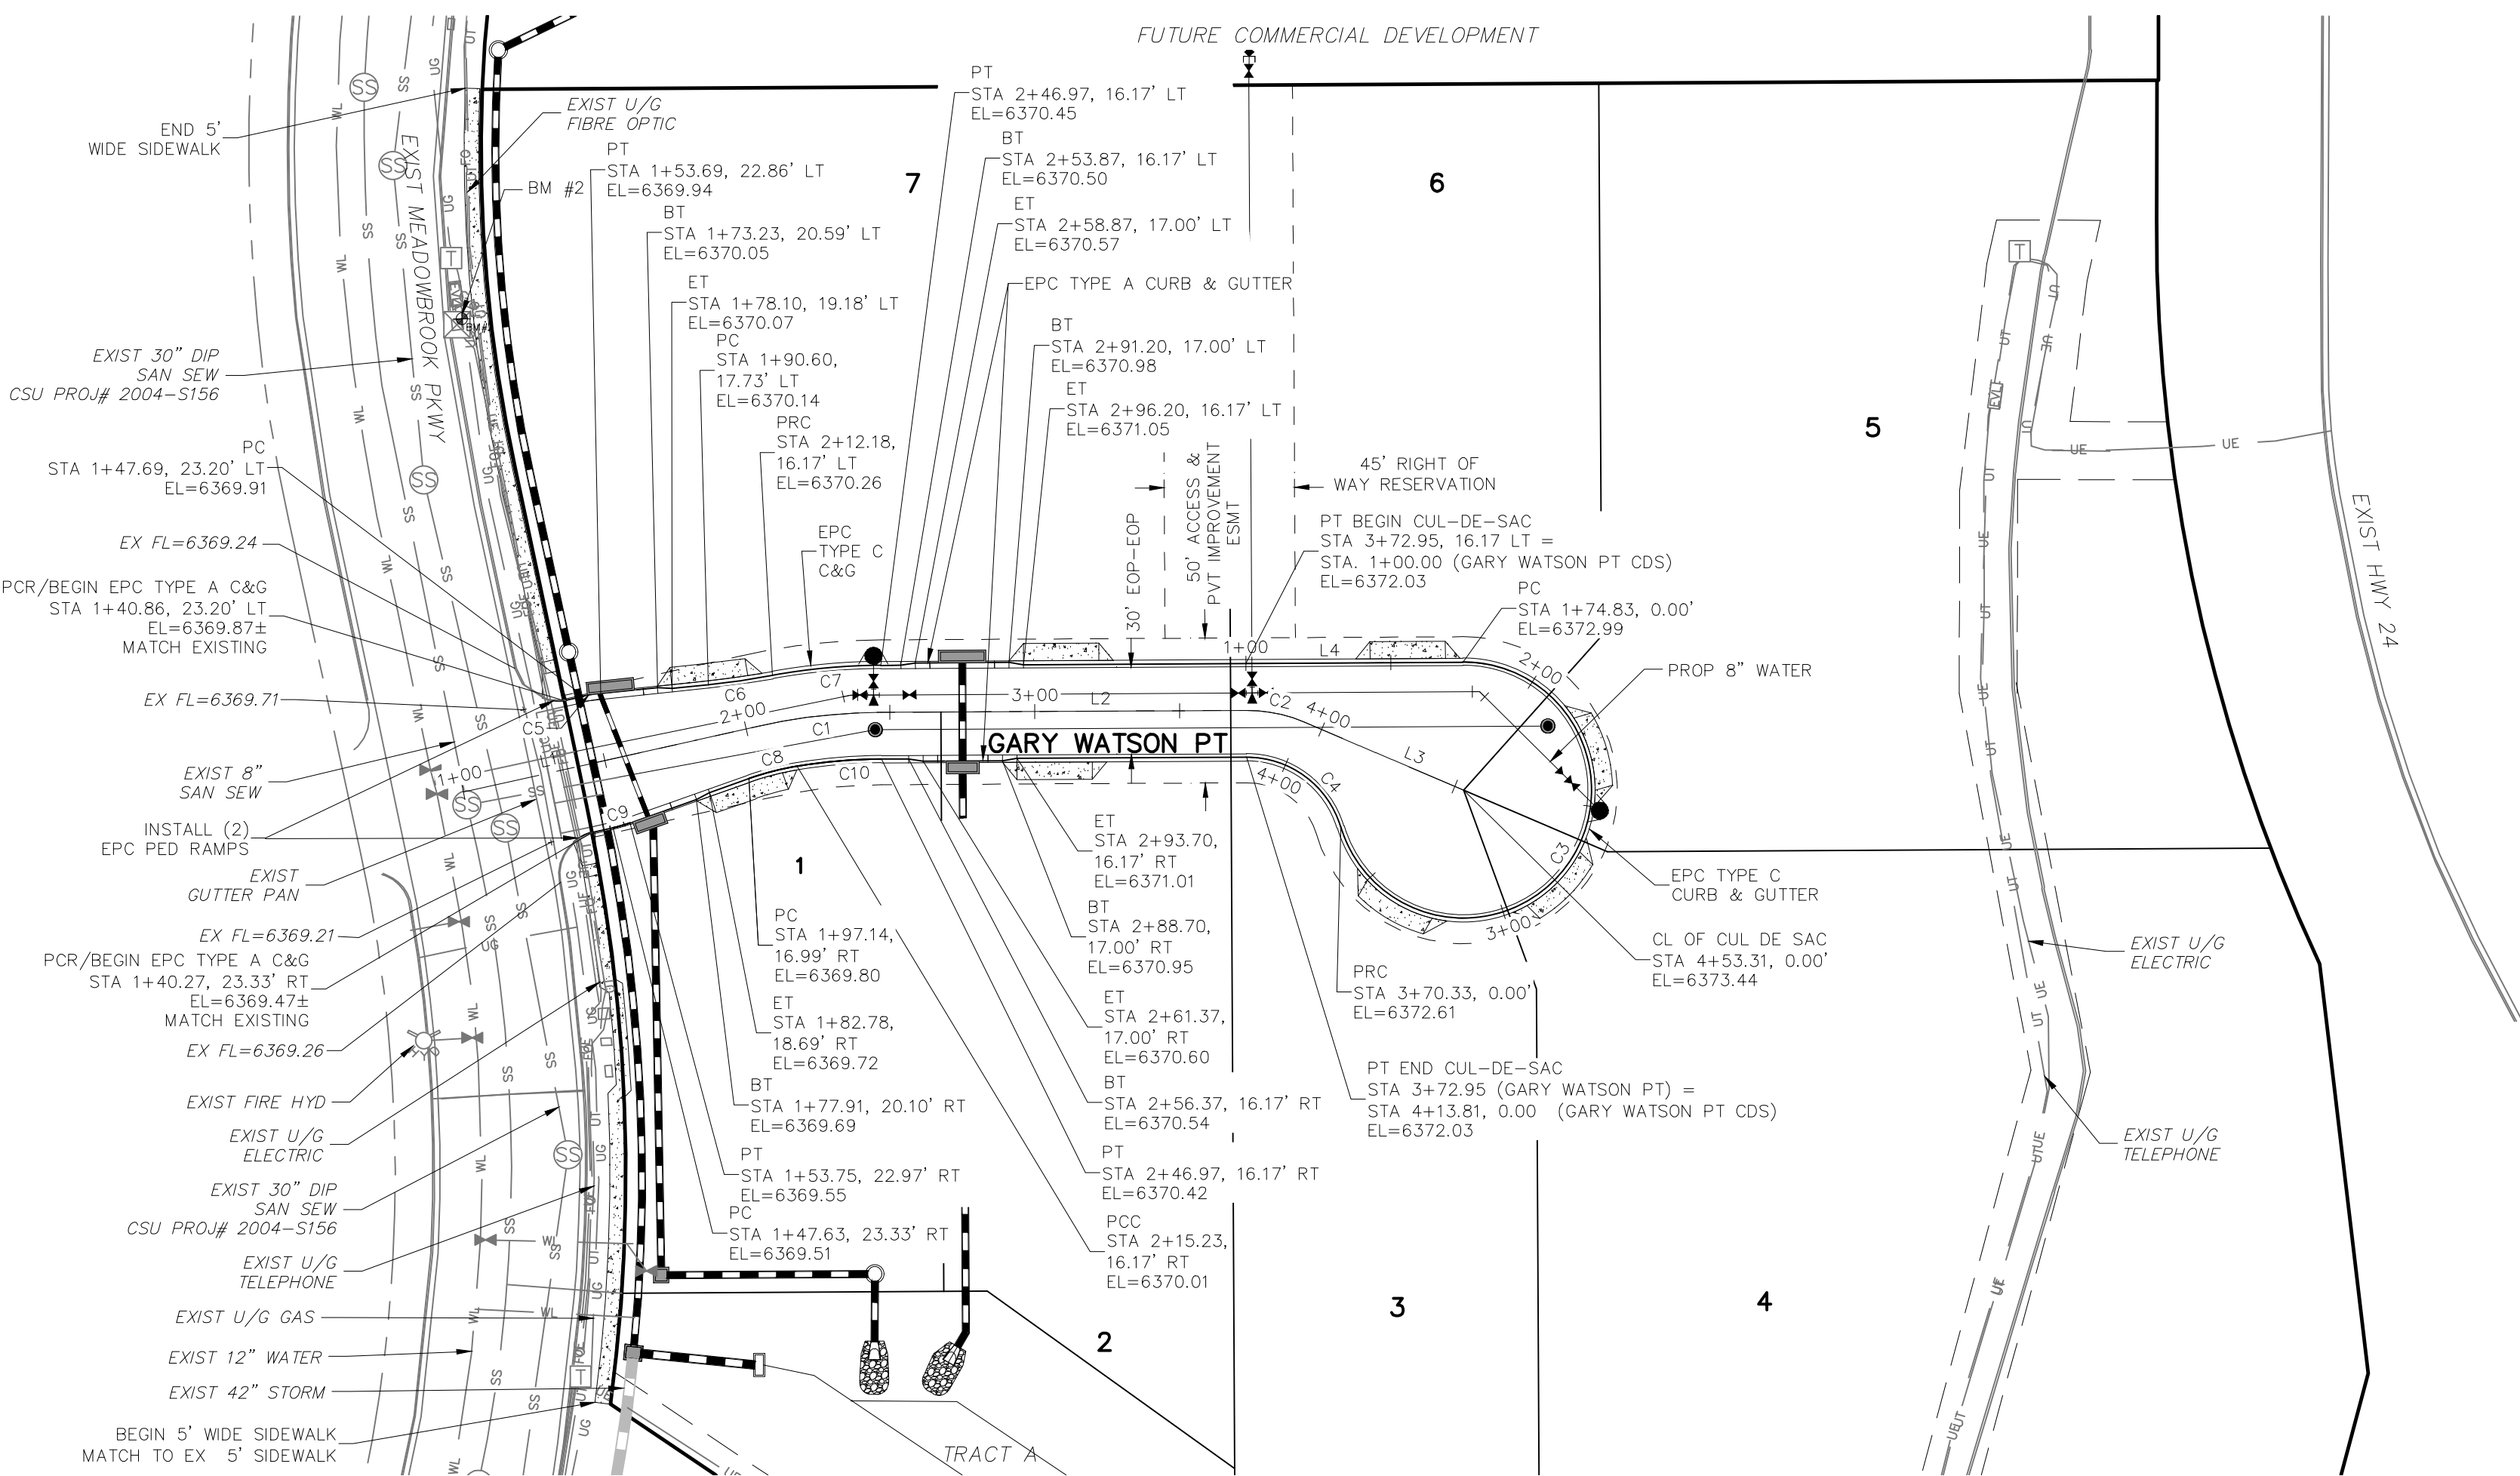 FUTURE COMMERCIAL DEVELOPMENT
END 5'
WIDE SIDEWALK
EXIST MEADOWBROOK PKWY
EXIST U/G
FIBRE OPTIC
BM #2
EXIST 30" DIP
SAN SEW
CSU PROJ# 2004-S156
PC
STA 1+47.69, 23.20' LT
EL=6369.91
EX FL=6369.24
PCR/BEGIN EPC TYPE A C&G
STA 1+40.86, 23.20' LT
EL=6369.87±
MATCH EXISTING
EX FL=6369.71
EXIST 8"
SAN SEW
INSTALL (2)
EPC PED RAMPS
EXIST
GUTTER PAN
EX FL=6369.21
PCR/BEGIN EPC TYPE A C&G
STA 1+40.27, 23.33' RT
EL=6369.47±
MATCH EXISTING
EX FL=6369.26
EXIST FIRE HYD
EXIST U/G
ELECTRIC
EXIST 30" DIP
SAN SEW
CSU PROJ# 2004-S156
EXIST U/G
TELEPHONE
EXIST U/G GAS
EXIST 12" WATER
EXIST 42" STORM
BEGIN 5' WIDE SIDEWALK
MATCH TO EX 5' SIDEWALK
PT
STA 1+53.69, 22.86' LT
EL=6369.94
BT
STA 1+73.23, 20.59' LT
EL=6370.05
ET
STA 1+78.10, 19.18' LT
EL=6370.07
PC
STA 1+90.60,
17.73' LT
EL=6370.14
PRC
STA 2+12.18,
16.17' LT
EL=6370.26
EPC
TYPE C
C&G
PT
STA 2+46.97, 16.17' LT
EL=6370.45
BT
STA 2+53.87, 16.17' LT
EL=6370.50
ET
STA 2+58.87, 17.00' LT
EL=6370.57
EPC TYPE A CURB & GUTTER
BT
STA 2+91.20, 17.00' LT
EL=6370.98
ET
STA 2+96.20, 16.17' LT
EL=6371.05
30' EOP-EOP
50' ACCESS &
PVT IMPROVEMENT
ESMT
45' RIGHT OF
WAY RESERVATION
PT BEGIN CUL-DE-SAC
STA 3+72.95, 16.17 LT =
STA. 1+00.00 (GARY WATSON PT CDS)
EL=6372.03
PC
STA 1+74.83, 0.00'
EL=6372.99
PROP 8" WATER
7
6
5
1
2
3
4
C5
C6
C7
C1
C8
C10
C9
C2
C3
C4
L2
L3
L4
1+00
2+00
3+00
4+00
1+00
2+00
3+00
4+00
GARY WATSON PT
EPC TYPE C
CURB & GUTTER
CL OF CUL DE SAC
STA 4+53.31, 0.00'
EL=6373.44
PRC
STA 3+70.33, 0.00'
EL=6372.61
PT END CUL-DE-SAC
STA 3+72.95 (GARY WATSON PT) =
STA 4+13.81, 0.00 (GARY WATSON PT CDS)
EL=6372.03
ET
STA 2+93.70,
16.17' RT
EL=6371.01
BT
STA 2+88.70,
17.00' RT
EL=6370.95
ET
STA 2+61.37,
17.00' RT
EL=6370.60
BT
STA 2+56.37, 16.17' RT
EL=6370.54
PT
STA 2+46.97, 16.17' RT
EL=6370.42
PCC
STA 2+15.23,
16.17' RT
EL=6370.01
PC
STA 1+97.14,
16.99' RT
EL=6369.80
ET
STA 1+82.78,
18.69' RT
EL=6369.72
BT
STA 1+77.91, 20.10' RT
EL=6369.69
PT
STA 1+53.75, 22.97' RT
EL=6369.55
PC
STA 1+47.63, 23.33' RT
EL=6369.51
TRACT A
EXIST HWY 24
EXIST U/G
ELECTRIC
EXIST U/G
TELEPHONE
SS
WL
UG
UT
UE
FO
T